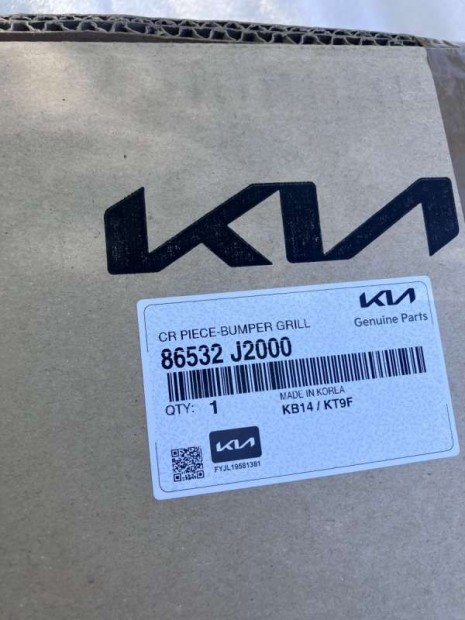 KIA
KIA
Genuine Parts
CR PIECE-BUMPER GRILL
86532 J2000
MADE IN KOREA
QTY: 1
KB14 / KT9F
KIA
FYJL19581381